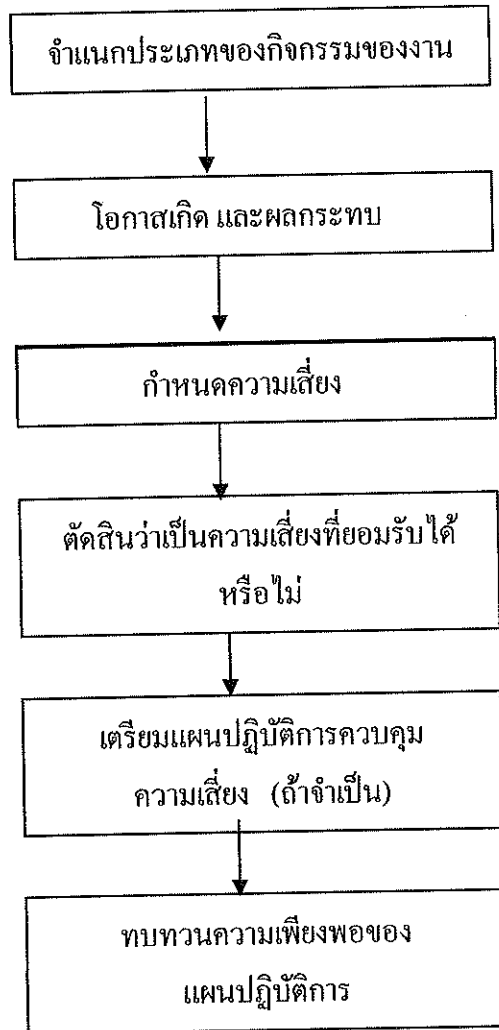 จำแนกประเภทของกิจกรรมของงาน
โอกาสเกิด และผลกระทบ
กำหนดความเสี่ยง
ตัดสินว่าเป็นความเสี่ยงที่ยอมรับได้
หรือไม่
เตรียมแผนปฏิบัติการควบคุม
ความเสี่ยง (ถ้าจำเป็น)
ทบทวนความเพียงพอของ
แผนปฏิบัติการ